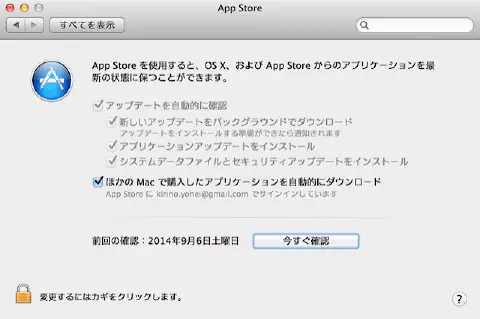 App Store
すべてを表示
App Store を使用すると、OS X、および App Store からのアプリケーションを最
新の状態に保つことができます。
アップデートを自動的に確認
新しいアップデートをバックグラウンドでダウンロード
アップデートをインストールする準備ができたら通知されます
アプリケーションアップデートをインストール
システムデータファイルとセキュリティアップデートをインストール
ほかの Mac で購入したアプリケーションを自動的にダウンロード
App Store に kirino.yohei@gmail.com でサインインしています
前回の確認：2014年9月6日土曜日
今すぐ確認
変更するにはカギをクリックします。
?